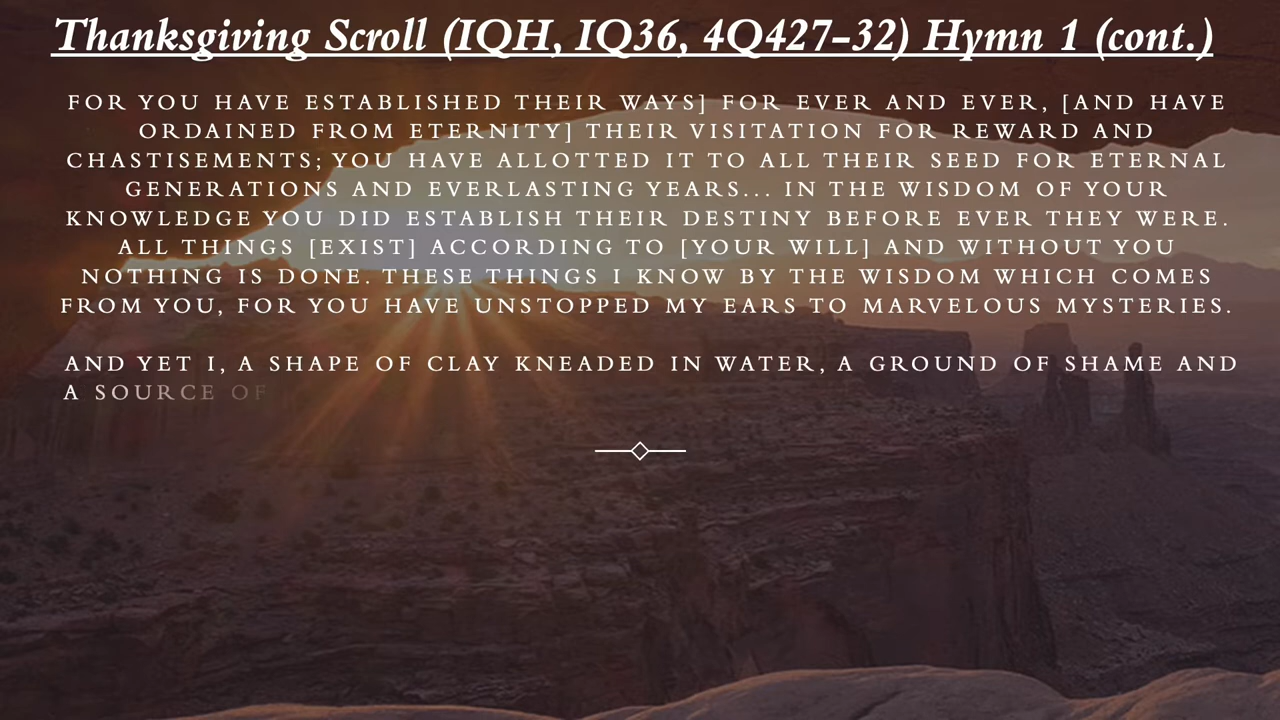 Thanksgiving Scroll (IQH, IQ36, 4Q427-32) Hymn 1 (cont.)
FOR YOU HAVE ESTABLISHED THEIR WAYS] FOR EVER AND EVER, [AND HAVE
ORDAINED FROM ETERNITY] THEIR VISITATION FOR REWARD AND
CHASTISEMENTS; YOU HAVE ALLOTTED IT TO ALL THEIR SEED FOR ETERNAL
GENERATIONS AND EVERLASTING YEARS... IN THE WISDOM OF YOUR
KNOWLEDGE YOU DID ESTABLISH THEIR DESTINY BEFORE EVER THEY WERE.
ALL THINGS [EXIST] ACCORDING TO [YOUR WILL] AND WITHOUT YOU
NOTHING IS DONE. THESE THINGS I KNOW BY THE WISDOM WHICH COMES
FROM YOU, FOR YOU HAVE UNSTOPPED MY EARS TO MARVELOUS MYSTERIES.
AND YET I, A SHAPE OF CLAY KNEADED IN WATER, A GROUND OF SHAME AND
A SOURCE OF